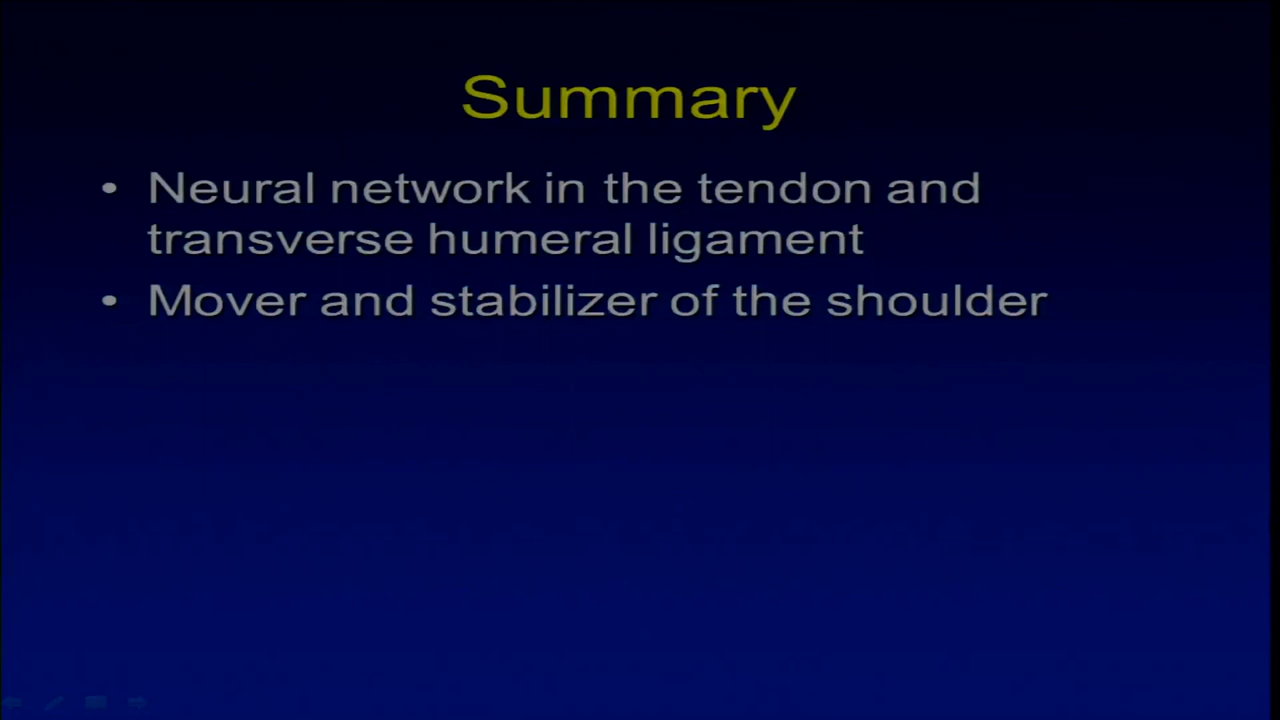 Summary
• Neural network in the tendon and
transverse humeral ligament
• Mover and stabilizer of the shoulder